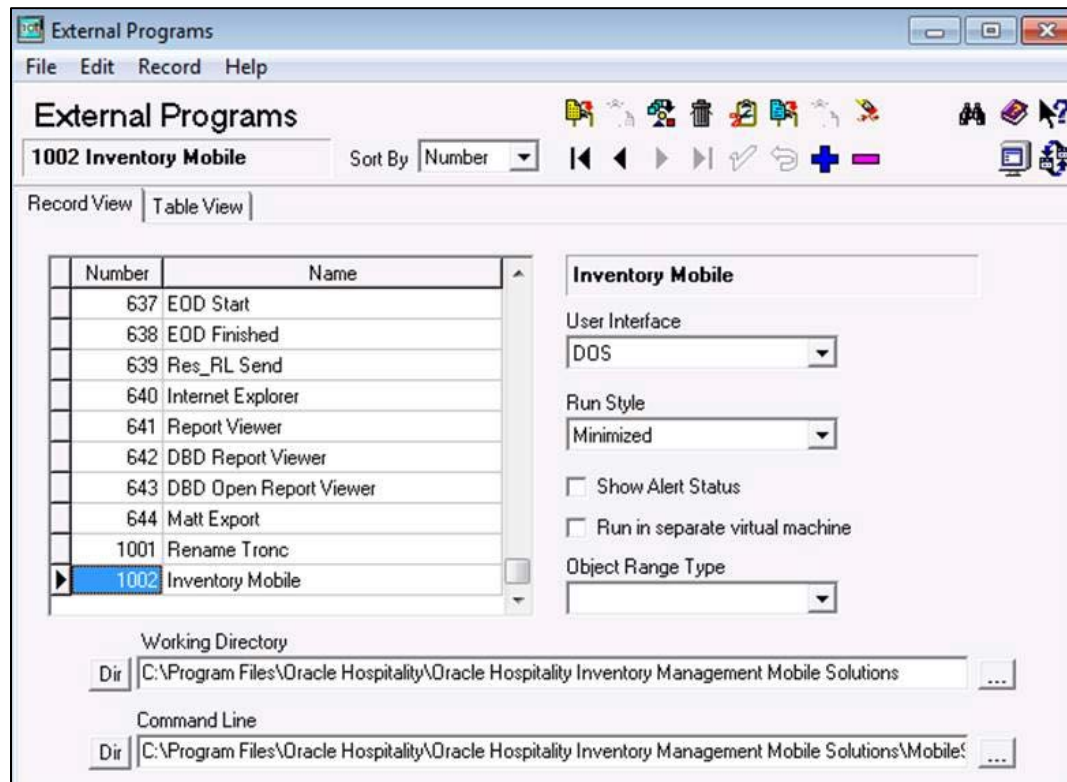 External Programs
File Edit Record Help
External Programs
1002 Inventory Mobile Sort By Number
Record View Table View
Number Name
637 EOD Start
638 EOD Finished
639 Res_RL Send
640 Internet Explorer
641 Report Viewer
642 DBD Report Viewer
643 DBD Open Report Viewer
644 Matt Export
1001 Rename Tronc
1002 Inventory Mobile
Inventory Mobile
User Interface
DOS
Run Style
Minimized
Show Alert Status
Run in separate virtual machine
Object Range Type
Working Directory
Dir C:\Program Files\Oracle Hospitality\Oracle Hospitality Inventory Management Mobile Solutions ...
Command Line
Dir C:\Program Files\Oracle Hospitality\Oracle Hospitality Inventory Management Mobile Solutions\Mobile ...